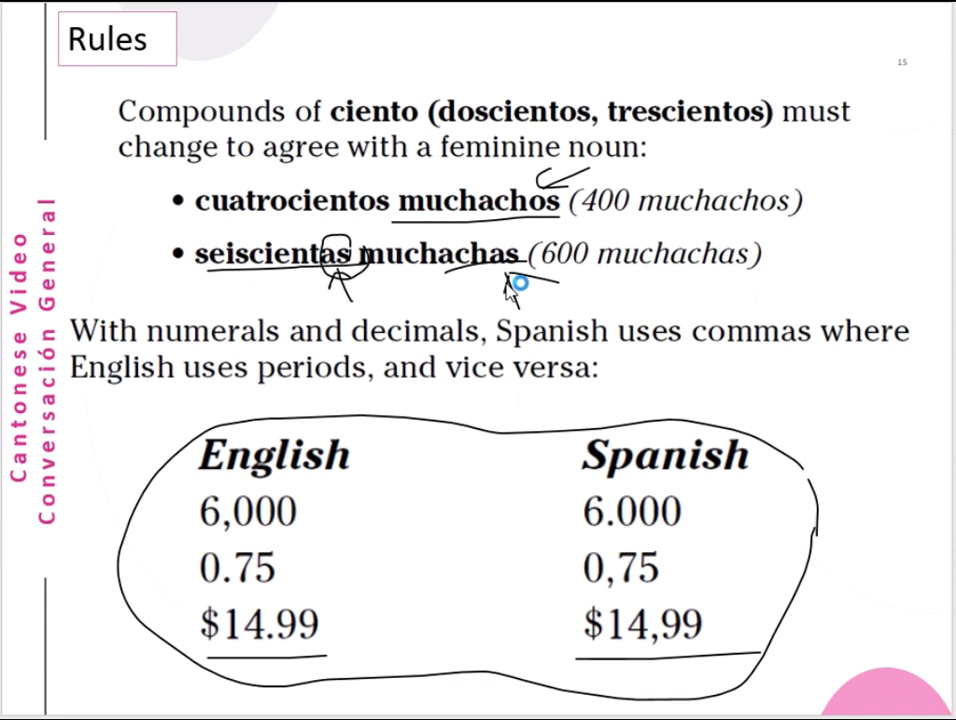 Rules
15
Compounds of ciento (doscientos, trescientos) must
change to agree with a feminine noun:
• cuatrocientos muchachos (400 muchachos)
• seiscientas muchachas (600 muchachas)
With numerals and decimals, Spanish uses commas where
English uses periods, and vice versa:
English Spanish
6,000 6.000
0.75 0,75
$14.99 $14,99
Cantonese Video
Conversación General